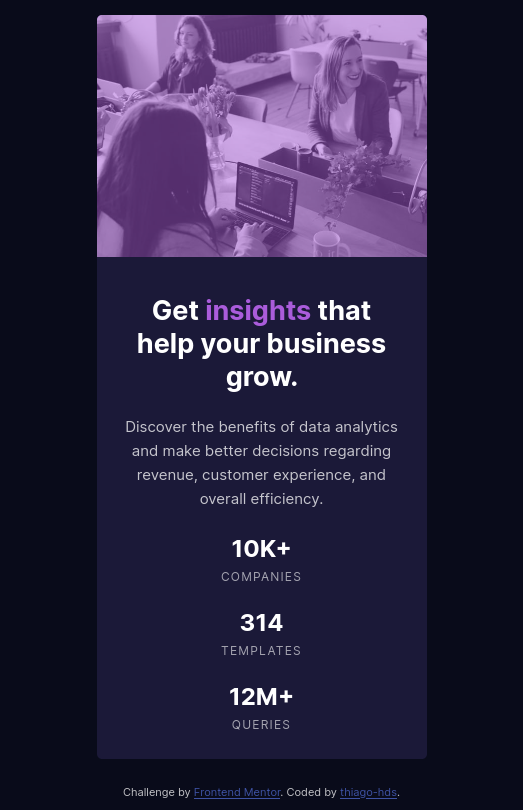 Get insights that
help your business
grow.
Discover the benefits of data analytics
and make better decisions regarding
revenue, customer experience, and
overall efficiency.
10K+
COMPANIES
314
TEMPLATES
12M+
QUERIES
Challenge by Frontend Mentor. Coded by thiago-hds.